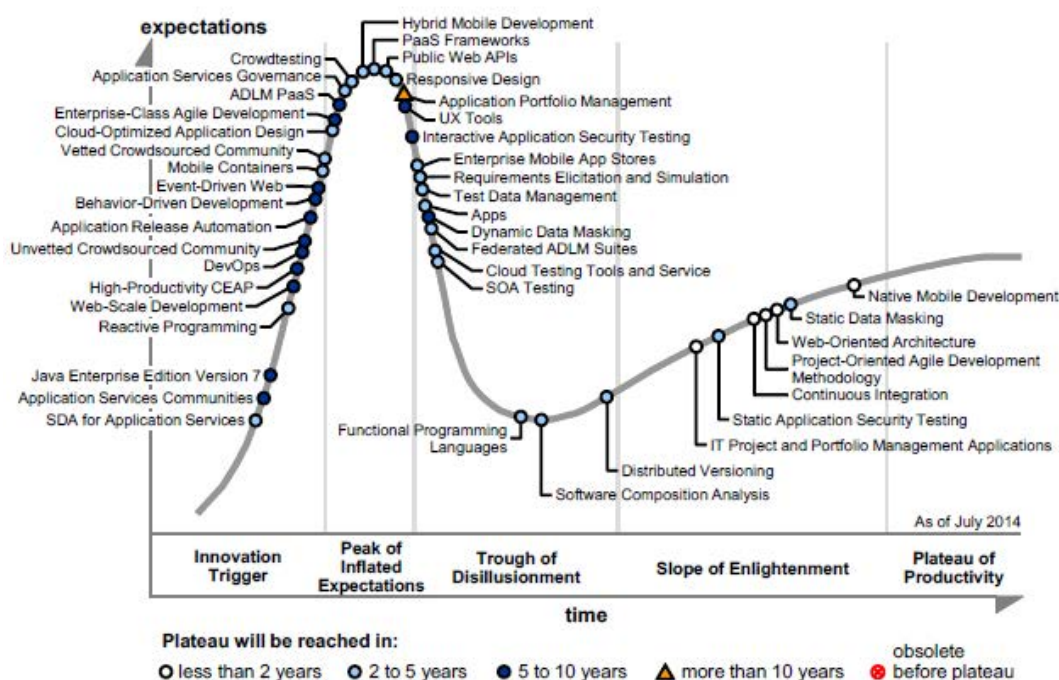 expectations
Hybrid Mobile Development
PaaS Frameworks
Public Web APIs
Crowdtesting
Application Services Governance
Responsive Design
ADLM PaaS
Application Portfolio Management
Enterprise-Class Agile Development
UX Tools
Cloud-Optimized Application Design
Interactive Application Security Testing
Vetted Crowdsourced Community
Enterprise Mobile App Stores
Mobile Containers
Requirements Elicitation and Simulation
Event-Driven Web
Test Data Management
Behavior-Driven Development
Apps
Application Release Automation
Dynamic Data Masking
Unvetted Crowdsourced Community
Federated ADLM Suites
DevOps
Cloud Testing Tools and Service
High-Productivity CEAP
SOA Testing
Web-Scale Development
Reactive Programming
Native Mobile Development
Static Data Masking
Web-Oriented Architecture
Project-Oriented Agile Development
Methodology
Continuous Integration
Java Enterprise Edition Version 7
Application Services Communities
SDA for Application Services
Static Application Security Testing
Functional Programming
Languages
IT Project and Portfolio Management Applications
Distributed Versioning
Software Composition Analysis
As of July 2014
Innovation
Trigger
Peak of
Inflated
Expectations
Trough of
Disillusionment
Slope of Enlightenment
Plateau of
Productivity
time
Plateau will be reached in:
less than 2 years
2 to 5 years
5 to 10 years
more than 10 years
obsolete
before plateau